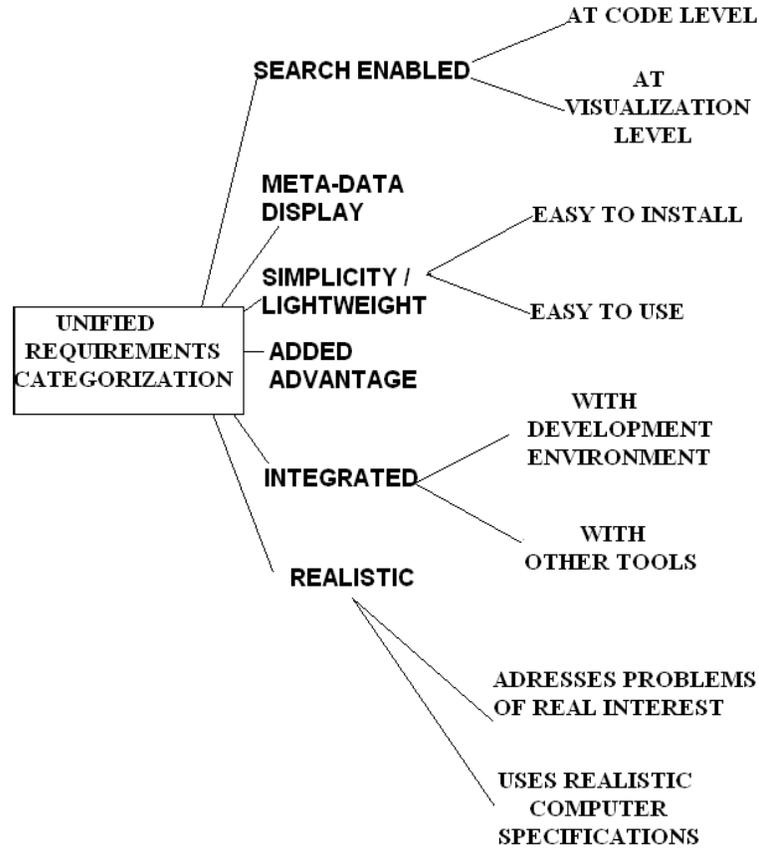 AT CODE LEVEL
SEARCH ENABLED
AT
VISUALIZATION
LEVEL
META-DATA
DISPLAY
EASY TO INSTALL
SIMPLICITY /
LIGHTWEIGHT
EASY TO USE
UNIFIED
REQUIREMENTS
CATEGORIZATION
ADDED
ADVANTAGE
WITH
DEVELOPMENT
ENVIRONMENT
INTEGRATED
WITH
OTHER TOOLS
REALISTIC
ADRESSES PROBLEMS
OF REAL INTEREST
USES REALISTIC
COMPUTER
SPECIFICATIONS